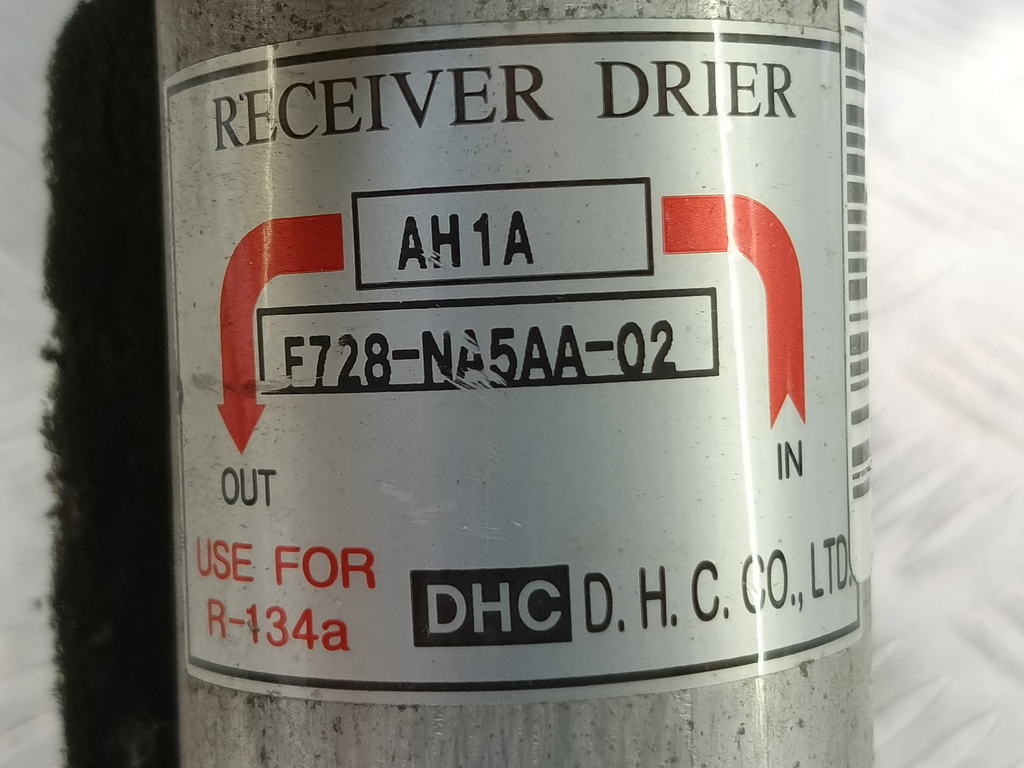 RECEIVER DRIER
AH1A
F728-NA5AA-02
OUT
IN
USE FOR
R-134a
DHC D. H. C. CO., LTD.